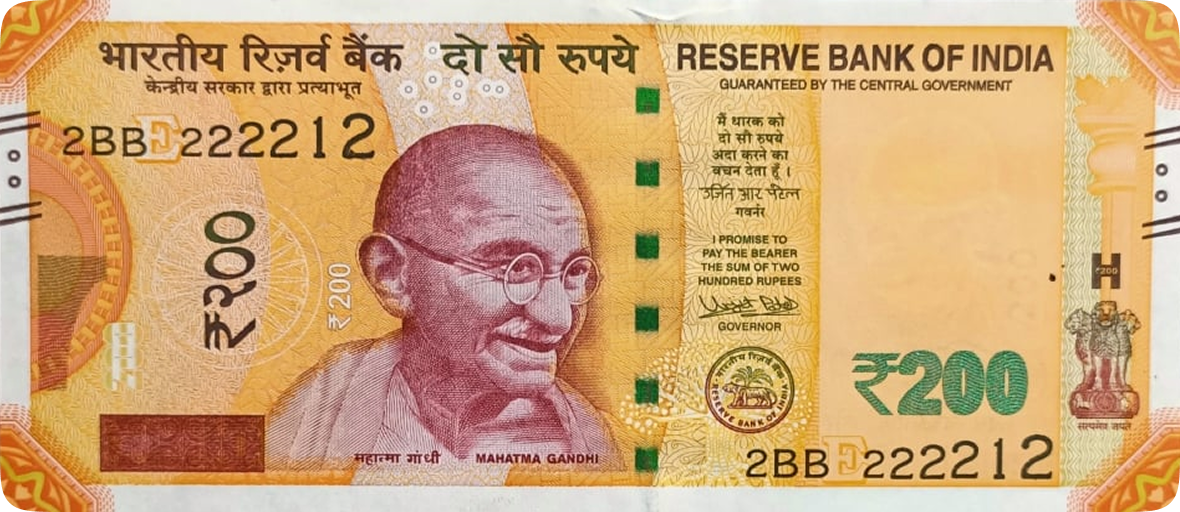 भारतीय रिज़र्व बैंक दो सौ रुपये RESERVE BANK OF INDIA
केन्द्रीय सरकार द्वारा प्रत्याभूत GUARANTEED BY THE CENTRAL GOVERNMENT
2BB E 222212
मैं धारक को
दो सौ रुपये
अदा करने का
वचन देता हूँ ।
उर्जित आर पटेल
गवर्नर
₹२००
₹200
I PROMISE TO
PAY THE BEARER
THE SUM OF TWO
HUNDRED RUPEES
Urjit Patel
GOVERNOR
₹200
भारतीय रिज़र्व बैंक
RESERVE BANK OF INDIA
₹200
सत्यमेव जयते
महात्मा गांधी MAHATMA GANDHI
2BB E 222212